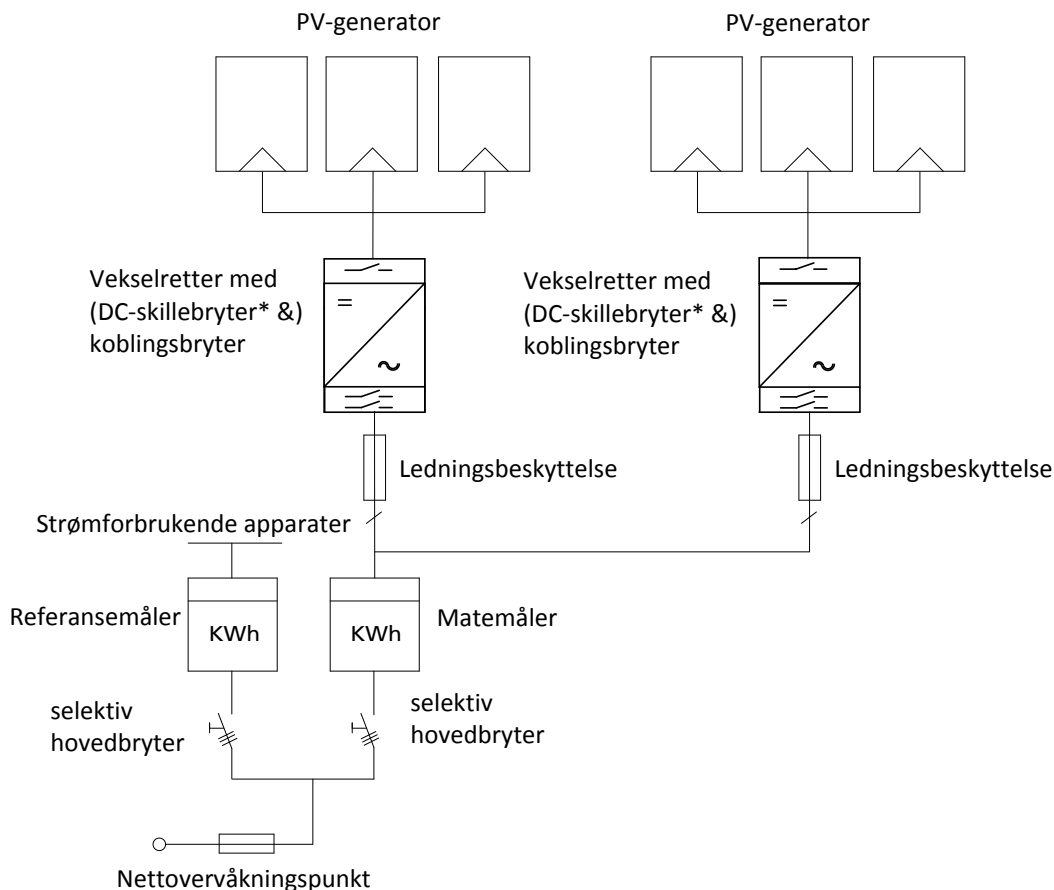 PV-generator
PV-generator
Vekselretter med
(DC-skillebryter* &)
koblingsbryter
Vekselretter med
(DC-skillebryter* &)
koblingsbryter
=
=
~
~
Ledningsbeskyttelse
Ledningsbeskyttelse
Strømforbrukende apparater
Referansemåler
KWh
KWh
Matemåler
selektiv
hovedbryter
selektiv
hovedbryter
Nettovervåkningspunkt